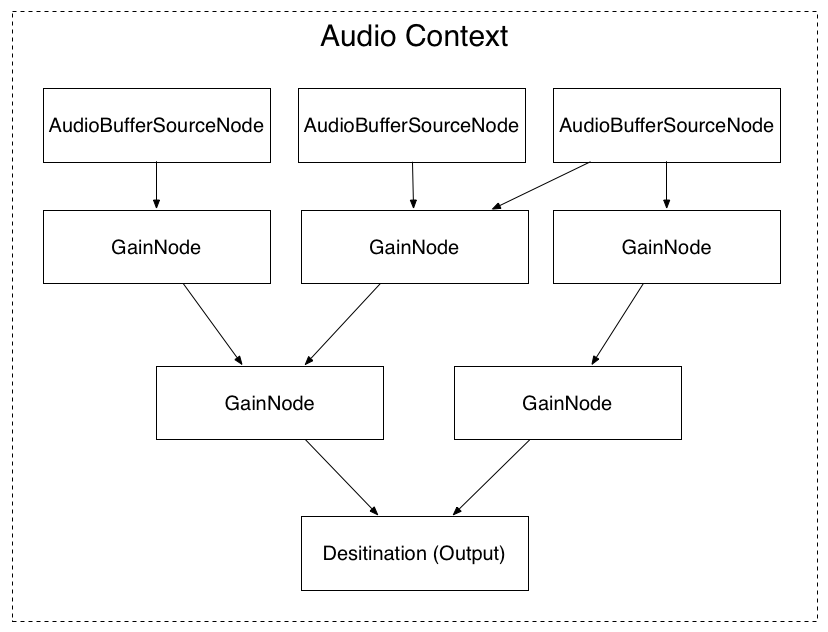 Audio Context
AudioBufferSourceNode
AudioBufferSourceNode
AudioBufferSourceNode
GainNode
GainNode
GainNode
GainNode
GainNode
Desitination (Output)